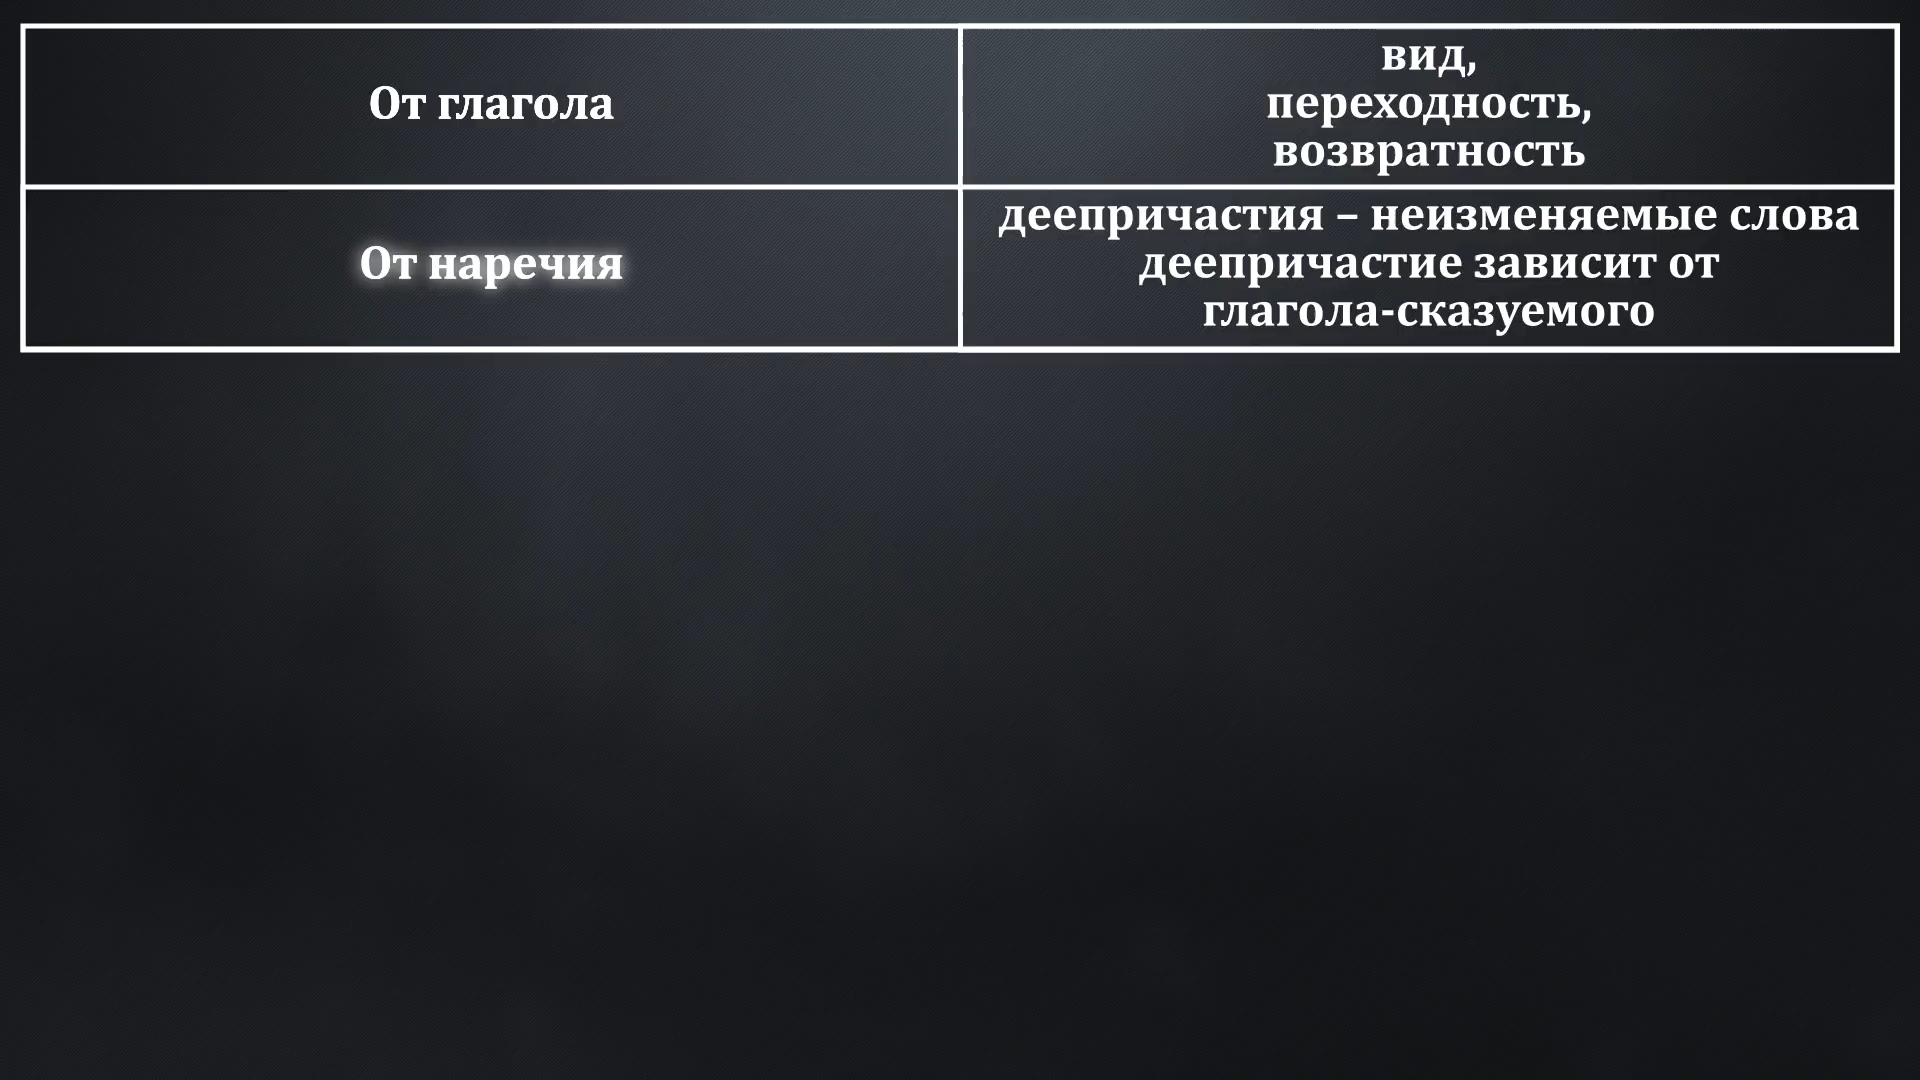 От глагола
вид,
переходность,
возвратность
От наречия
деепричастия – неизменяемые слова
деепричастие зависит от
глагола-сказуемого